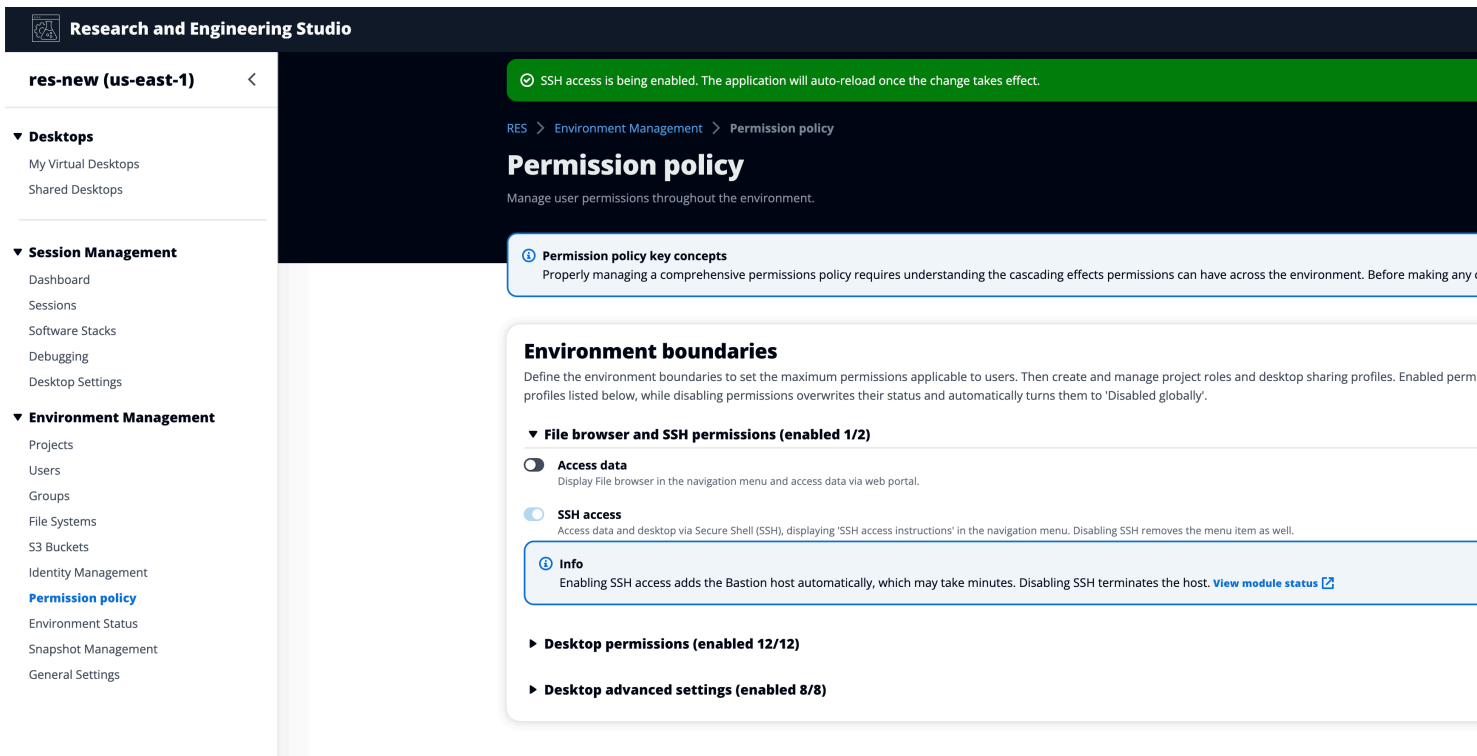 Research and Engineering Studio
res-new (us-east-1)
SSH access is being enabled. The application will auto-reload once the change takes effect.
RES > Environment Management > Permission policy
Permission policy
Manage user permissions throughout the environment.
Desktops
My Virtual Desktops
Shared Desktops
Session Management
Dashboard
Sessions
Software Stacks
Debugging
Desktop Settings
Environment Management
Projects
Users
Groups
File Systems
S3 Buckets
Identity Management
Permission policy
Environment Status
Snapshot Management
General Settings
Permission policy key concepts
Properly managing a comprehensive permissions policy requires understanding the cascading effects permissions can have across the environment. Before making any
Environment boundaries
Define the environment boundaries to set the maximum permissions applicable to users. Then create and manage project roles and desktop sharing profiles. Enabled perm
profiles listed below, while disabling permissions overwrites their status and automatically turns them to 'Disabled globally'.
File browser and SSH permissions (enabled 1/2)
Access data
Display File browser in the navigation menu and access data via web portal.
SSH access
Access data and desktop via Secure Shell (SSH), displaying 'SSH access instructions' in the navigation menu. Disabling SSH removes the menu item as well.
Info
Enabling SSH access adds the Bastion host automatically, which may take minutes. Disabling SSH terminates the host. View module status
Desktop permissions (enabled 12/12)
Desktop advanced settings (enabled 8/8)